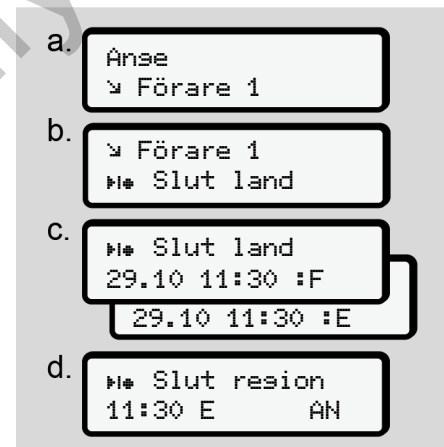 a.
Ange
↘ Förare 1
b.
↘ Förare 1
Slut land
c.
Slut land
29.10 11:30 :F
29.10 11:30 :E
d.
Slut region
11:30 E AN